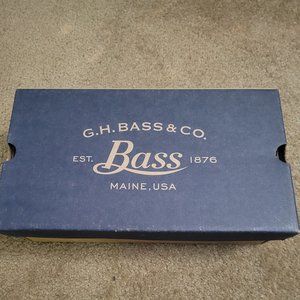 G.H. BASS & CO.
EST. Bass 1876
MAINE, USA